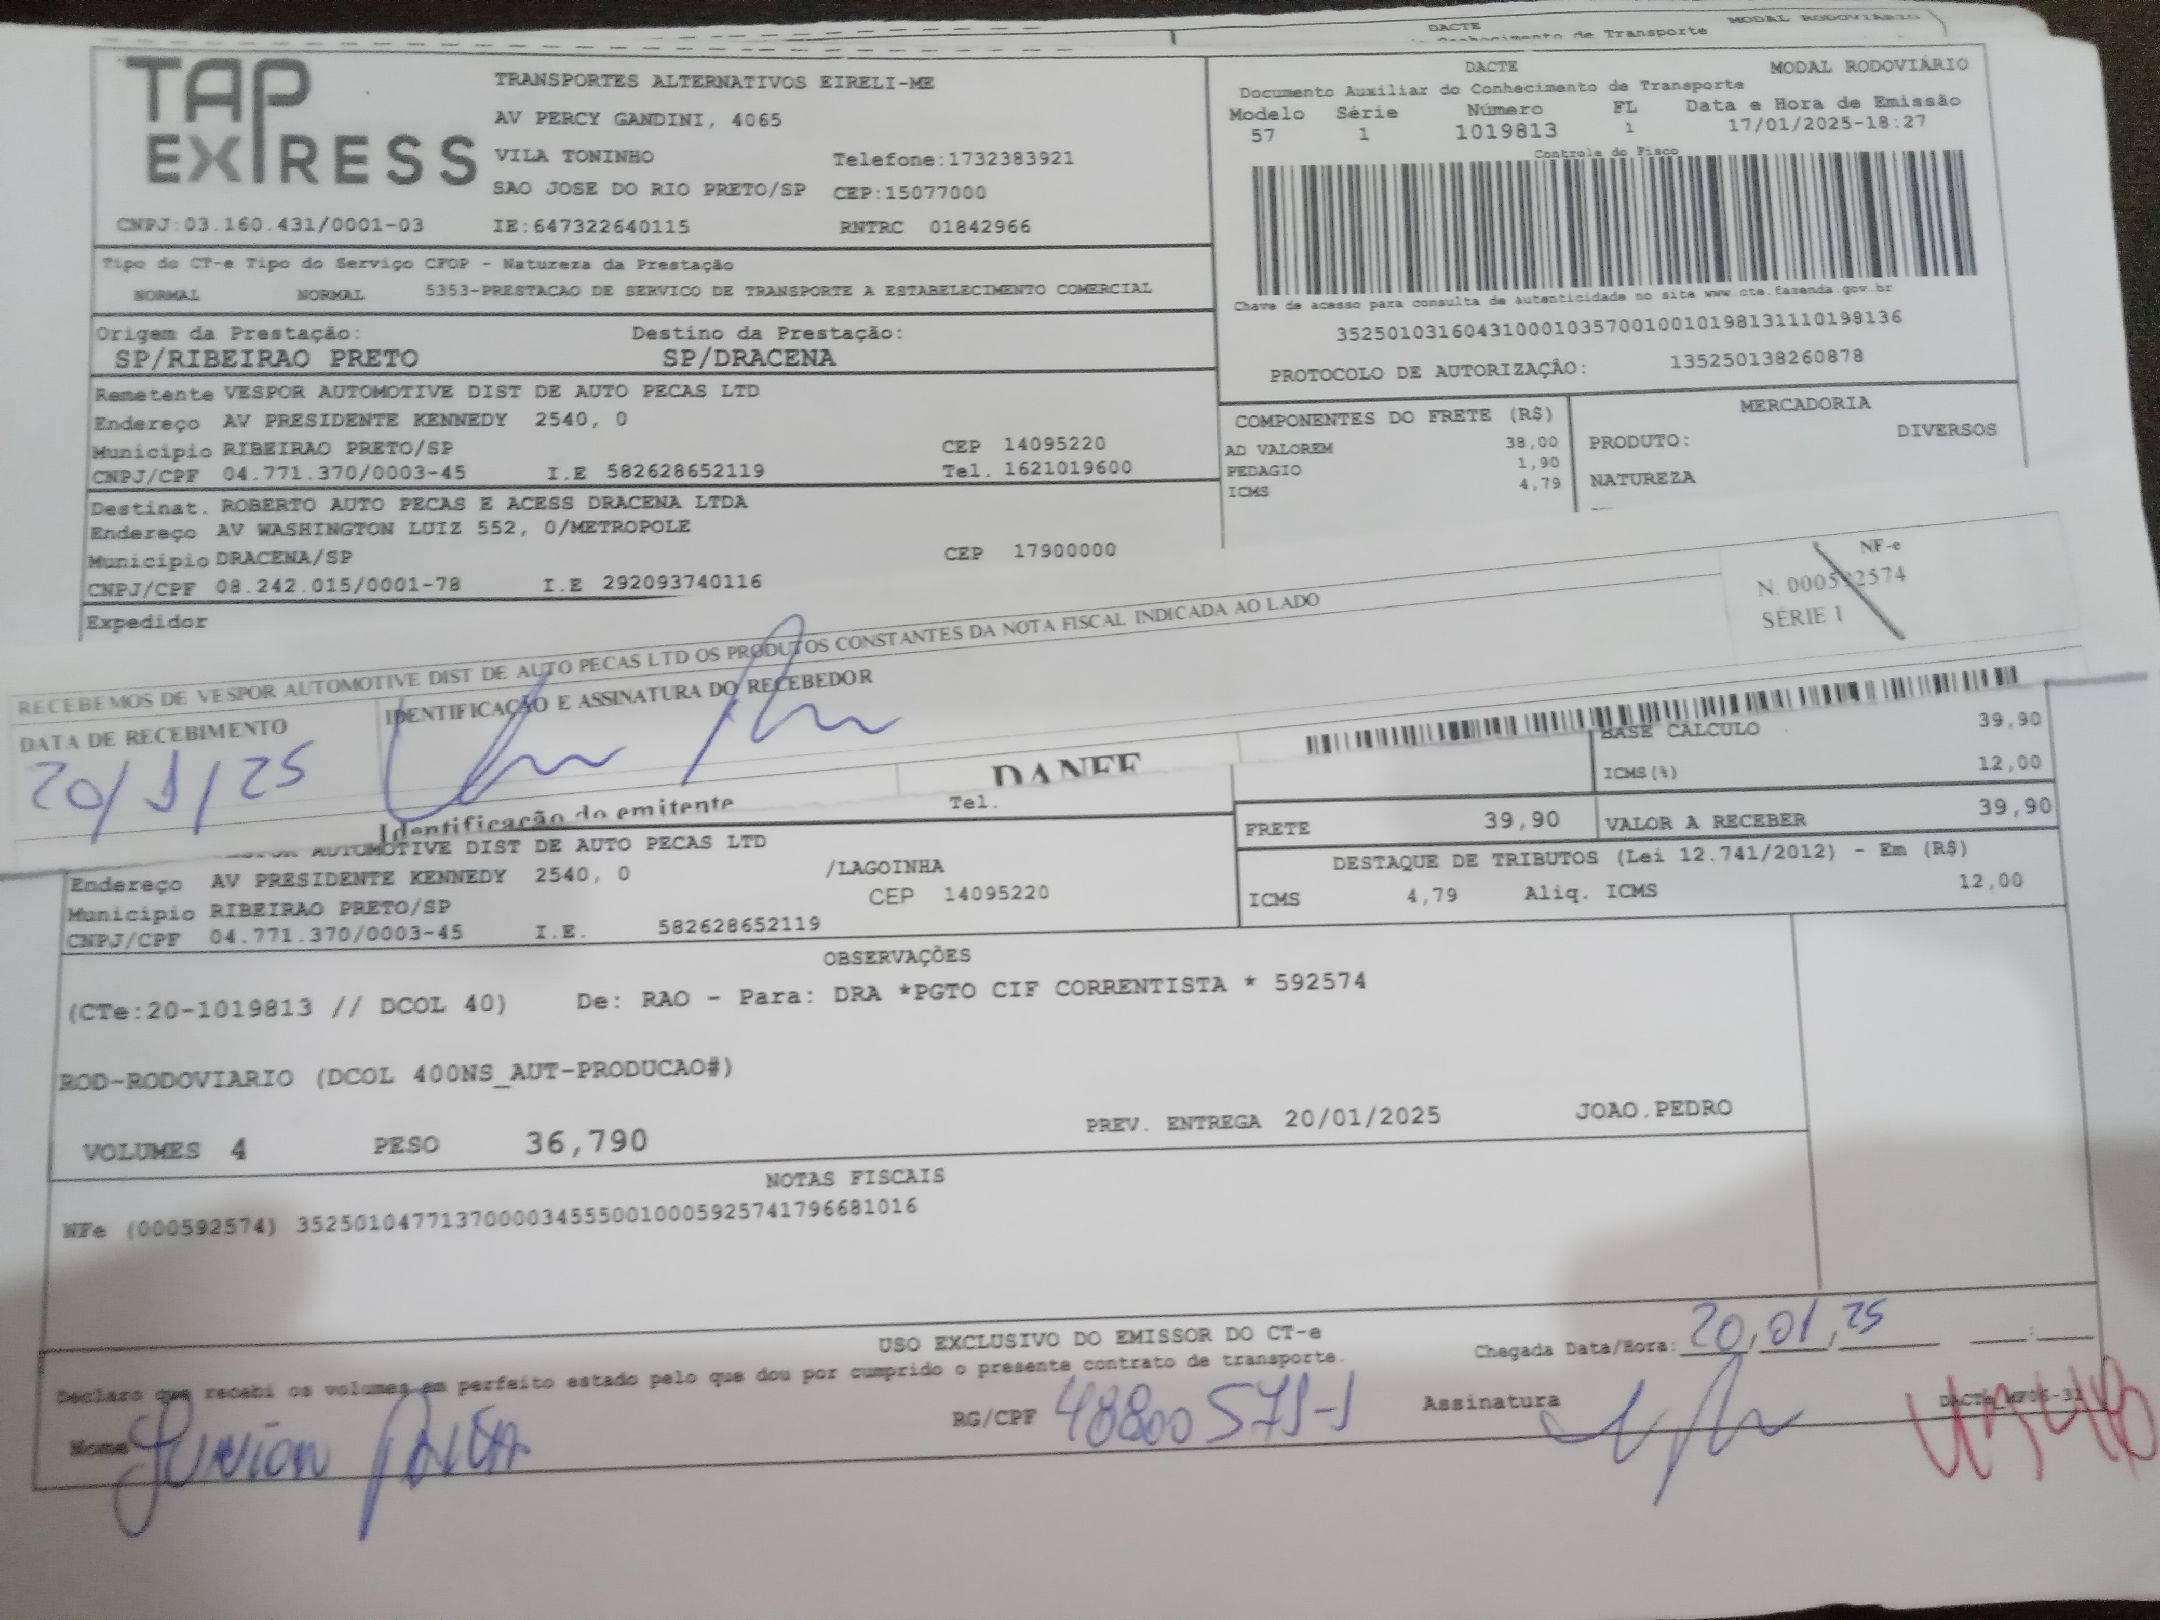 DACTE MODAL RODOVIÁRIO
Conhecimento de Transporte
TAP EXPRESS
TRANSPORTES ALTERNATIVOS EIRELI-ME
AV PERCY GANDINI, 4065
VILA TONINHO Telefone:1732383921
SAO JOSE DO RIO PRETO/SP CEP:15077000
CNPJ:03.160.431/0001-03 IE:647322640115 RNTRC 01842966
DACTE MODAL RODOVIÁRIO
Documento Auxiliar do Conhecimento de Transporte
Modelo Série Número FL Data e Hora de Emissão
57 1 1019813 1 17/01/2025-18:27
Controle do Fisco
Chave de acesso para consulta de autenticidade no site www.cte.fazenda.gov.br
35250103160431000103570010010198131110198136
PROTOCOLO DE AUTORIZAÇÃO: 135250138260878
Tipo do CT-e Tipo do Serviço CFOP - Natureza da Prestação
NORMAL NORMAL 5353-PRESTACAO DE SERVICO DE TRANSPORTE A ESTABELECIMENTO COMERCIAL
Origem da Prestação: Destino da Prestação:
SP/RIBEIRAO PRETO SP/DRACENA
Remetente VESPOR AUTOMOTIVE DIST DE AUTO PECAS LTD
Endereço AV PRESIDENTE KENNEDY 2540, 0
Municipio RIBEIRAO PRETO/SP CEP 14095220
CNPJ/CPF 04.771.370/0003-45 I.E 582628652119 Tel. 1621019600
COMPONENTES DO FRETE (R$)
AD VALOREM 38,00
PEDAGIO 1,90
ICMS 4,79
MERCADORIA
PRODUTO: DIVERSOS
NATUREZA
Destinat. ROBERTO AUTO PECAS E ACESS DRACENA LTDA
Endereço AV WASHINGTON LUIZ 552, 0/METROPOLE
Municipio DRACENA/SP CEP 17900000
CNPJ/CPF 08.242.015/0001-78 I.E 292093740116
Expedidor
RECEBEMOS DE VESPOR AUTOMOTIVE DIST DE AUTO PECAS LTD OS PRODUTOS CONSTANTES DA NOTA FISCAL INDICADA AO LADO
NF-e
N. 000592574
SÉRIE 1
DATA DE RECEBIMENTO IDENTIFICAÇÃO E ASSINATURA DO RECEBEDOR
20/1/25
Identificação do emitente DANFE
Tel.
BASE CALCULO 39,90
ICMS(%) 12,00
FRETE 39,90 VALOR A RECEBER 39,90
AUTOMOTIVE DIST DE AUTO PECAS LTD
Endereço AV PRESIDENTE KENNEDY 2540, 0 /LAGOINHA
Municipio RIBEIRAO PRETO/SP CEP 14095220
CNPJ/CPF 04.771.370/0003-45 I.E. 582628652119
DESTAQUE DE TRIBUTOS (Lei 12.741/2012) - Em (R$)
ICMS 4,79 Aliq. ICMS 12,00
OBSERVAÇÕES
(CTe:20-1019813 // DCOL 40) De: RAO - Para: DRA *PGTO CIF CORRENTISTA * 592574
ROD-RODOVIARIO (DCOL 400NS_AUT-PRODUCAO#)
VOLUMES 4 PESO 36,790 PREV. ENTREGA 20/01/2025 JOAO.PEDRO
NOTAS FISCAIS
NFe (000592574) 35250104771370000345550010005925741796681016
USO EXCLUSIVO DO EMISSOR DO CT-e
Declaro que recebi os volumes em perfeito estado pelo que dou por cumprido o presente contrato de transporte.
Chegada Data/Hora: 20,01,25
Nome RG/CPF Assinatura